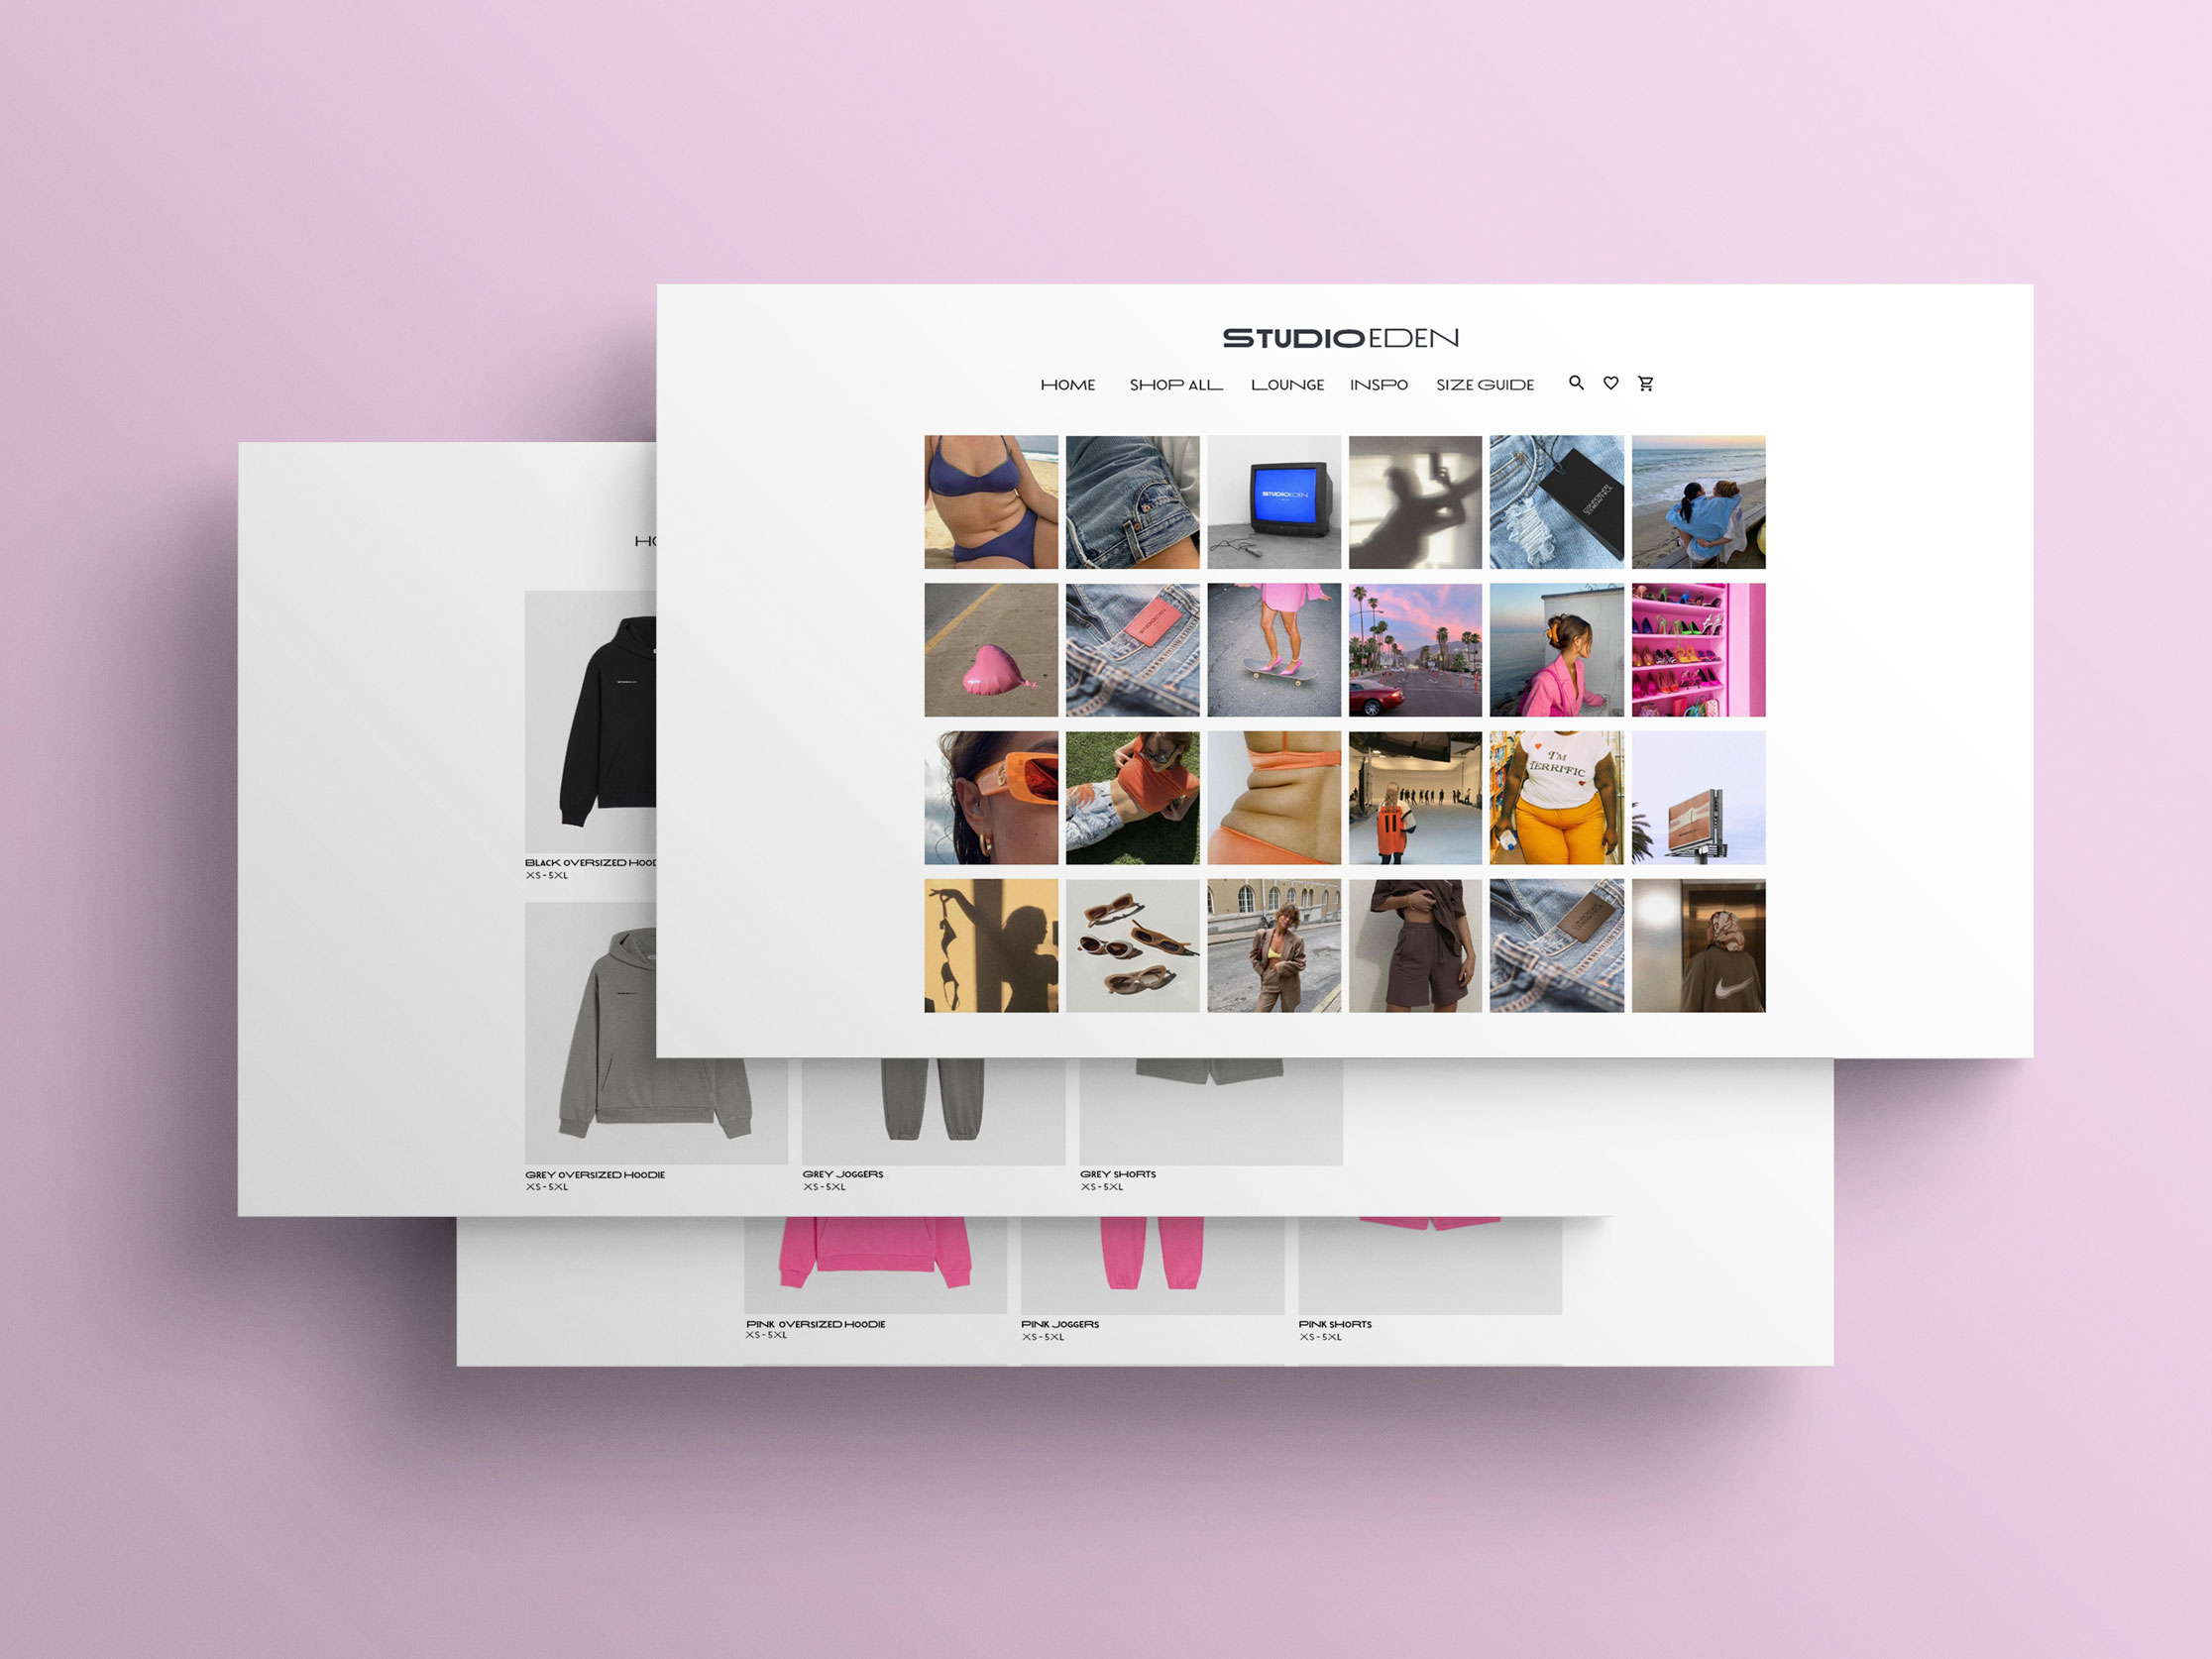 STUDIOEDEN
HOME SHOP ALL LOUNGE INSPO SIZE GUIDE
STUDIOEDEN
I'M
TERRIFIC
BLACK OVERSIZED HOOD
XS - 5XL
GREY OVERSIZED HOODIE
XS - 5XL
GREY JOGGERS
XS - 5XL
GREY SHORTS
XS - 5XL
PINK OVERSIZED HOODIE
XS - 5XL
PINK JOGGERS
XS - 5XL
PINK SHORTS
XS - 5XL